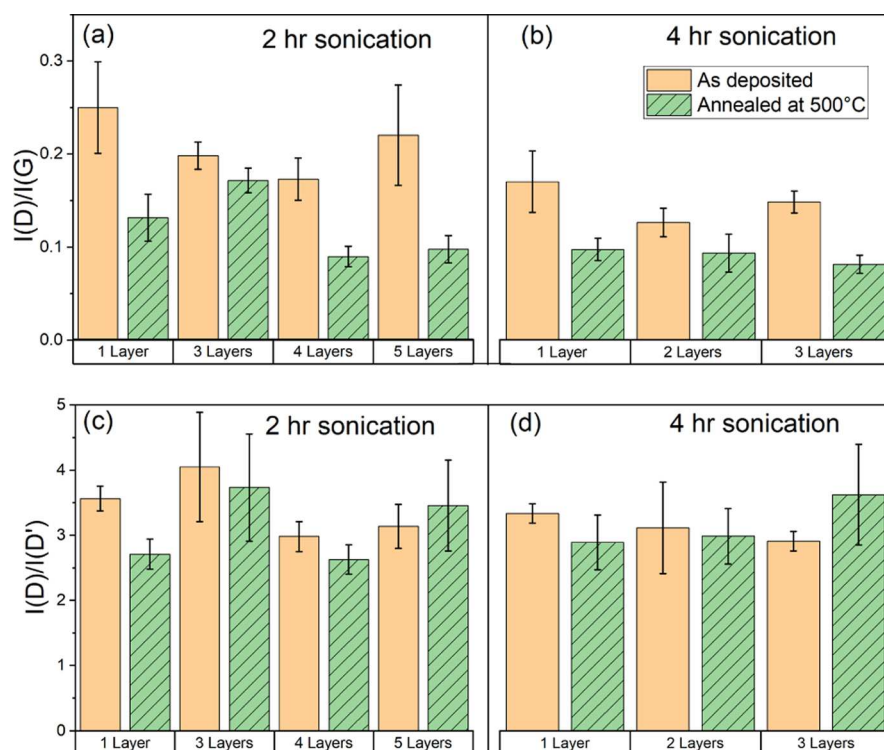 (a) 2 hr sonication
(b) 4 hr sonication
As deposited
Annealed at 500°C
I(D)/I(G)
0.3
0.2
0.1
0.0
1 Layer 3 Layers 4 Layers 5 Layers
1 Layer 2 Layers 3 Layers
(c) 2 hr sonication
(d) 4 hr sonication
I(D)/I(D')
5
4
3
2
1
0
1 Layer 3 Layers 4 Layers 5 Layers
1 Layer 2 Layers 3 Layers